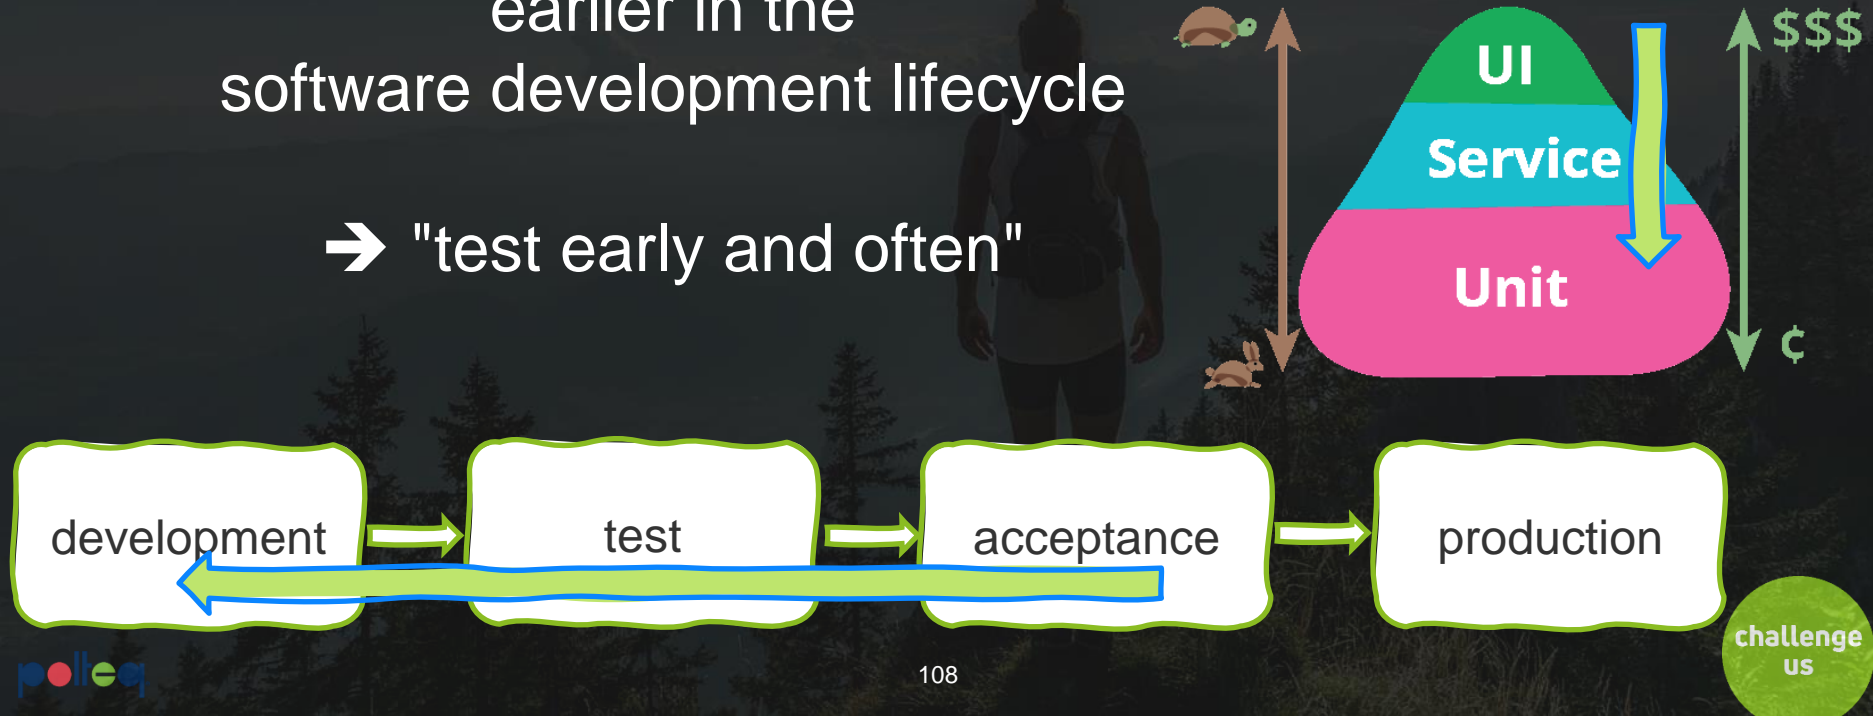 earlier in the
software development lifecycle
➔ "test early and often"
$$$
UI
Service
Unit
¢
development
test
acceptance
production
polteq
108
challenge
us